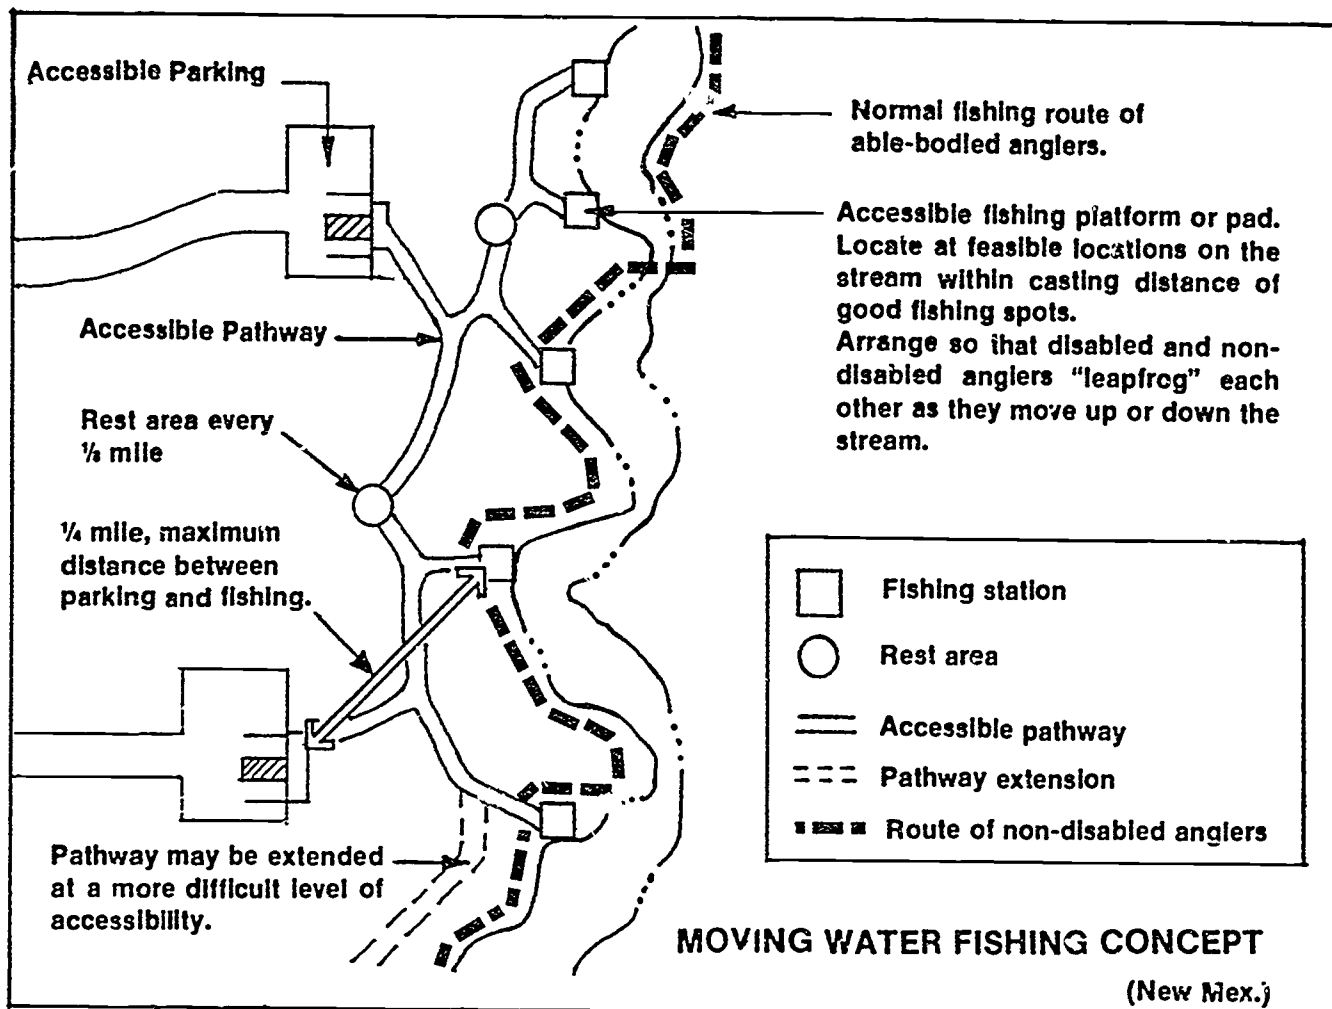 Accessible Parking
Normal fishing route of
able-bodied anglers.
Accessible fishing platform or pad.
Locate at feasible locations on the
stream within casting distance of
good fishing spots.
Arrange so that disabled and non-
disabled anglers "leapfrog" each
other as they move up or down the
stream.
Accessible Pathway
Rest area every
⅛ mile
¼ mile, maximum
distance between
parking and fishing.
Pathway may be extended
at a more difficult level of
accessibility.
Fishing station
Rest area
Accessible pathway
Pathway extension
Route of non-disabled anglers
MOVING WATER FISHING CONCEPT
(New Mex.)